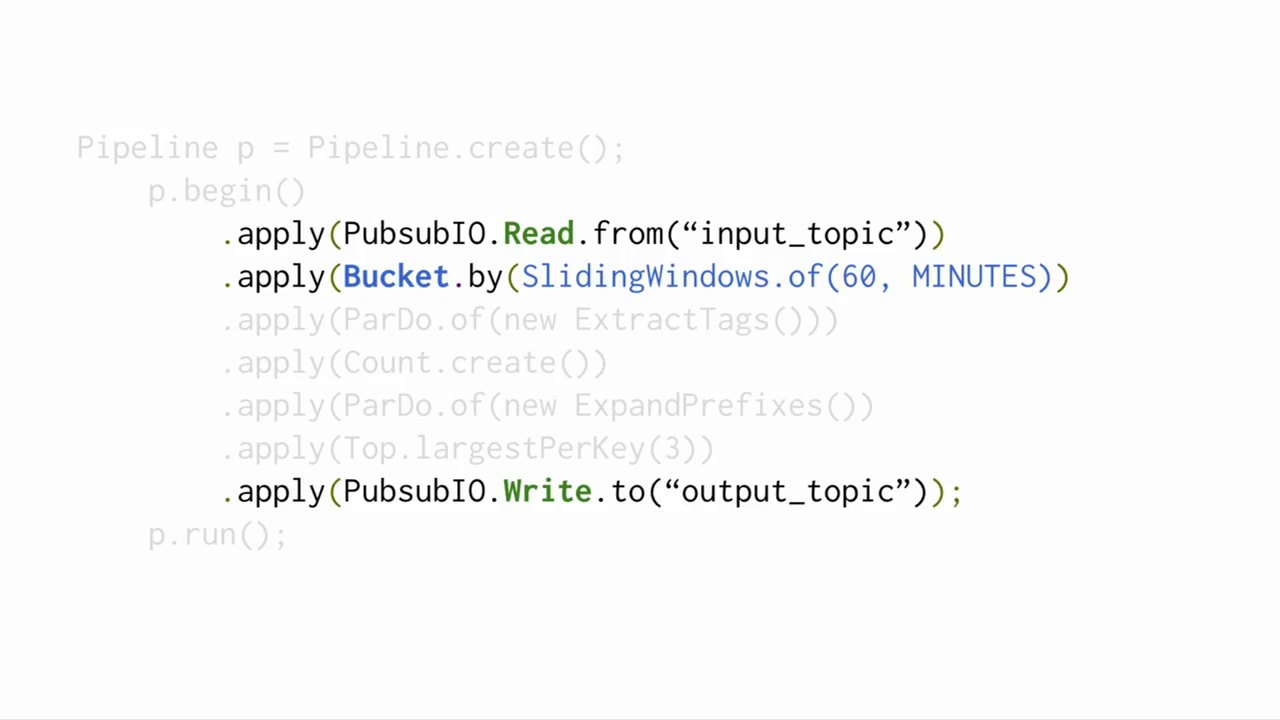 Pipeline p = Pipeline.create();
p.begin()
.apply(PubsubIO.Read.from(“input_topic”))
.apply(Bucket.by(SlidingWindows.of(60, MINUTES))
.apply(ParDo.of(new ExtractTags()))
.apply(Count.create())
.apply(ParDo.of(new ExpandPrefixes())
.apply(Top.largestPerKey(3))
.apply(PubsubIO.Write.to(“output_topic”));
p.run();